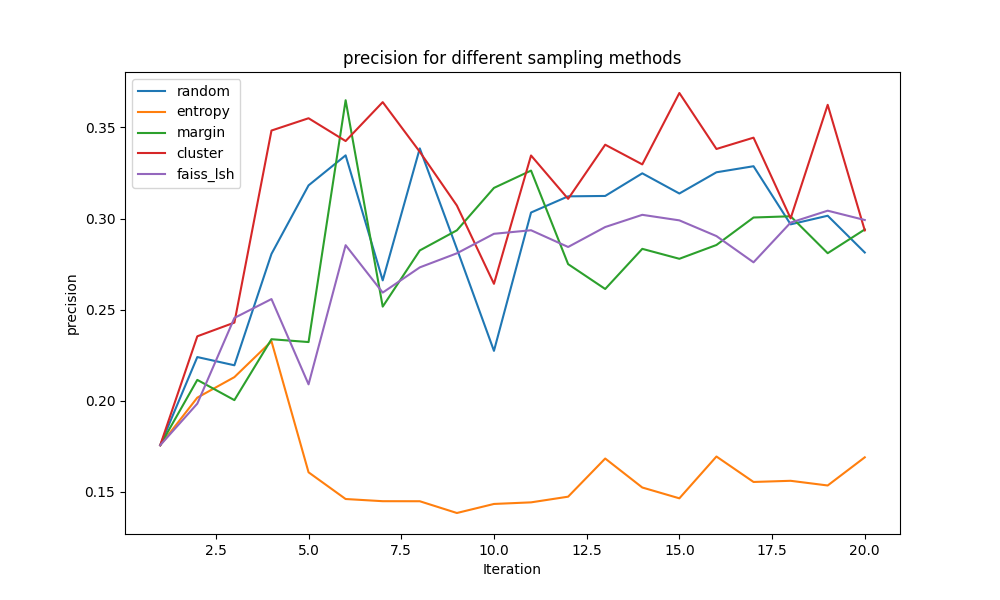 precision for different sampling methods
random
entropy
margin
cluster
faiss_lsh
0.35
0.30
0.25
0.20
0.15
precision
2.5 5.0 7.5 10.0 12.5 15.0 17.5 20.0
Iteration